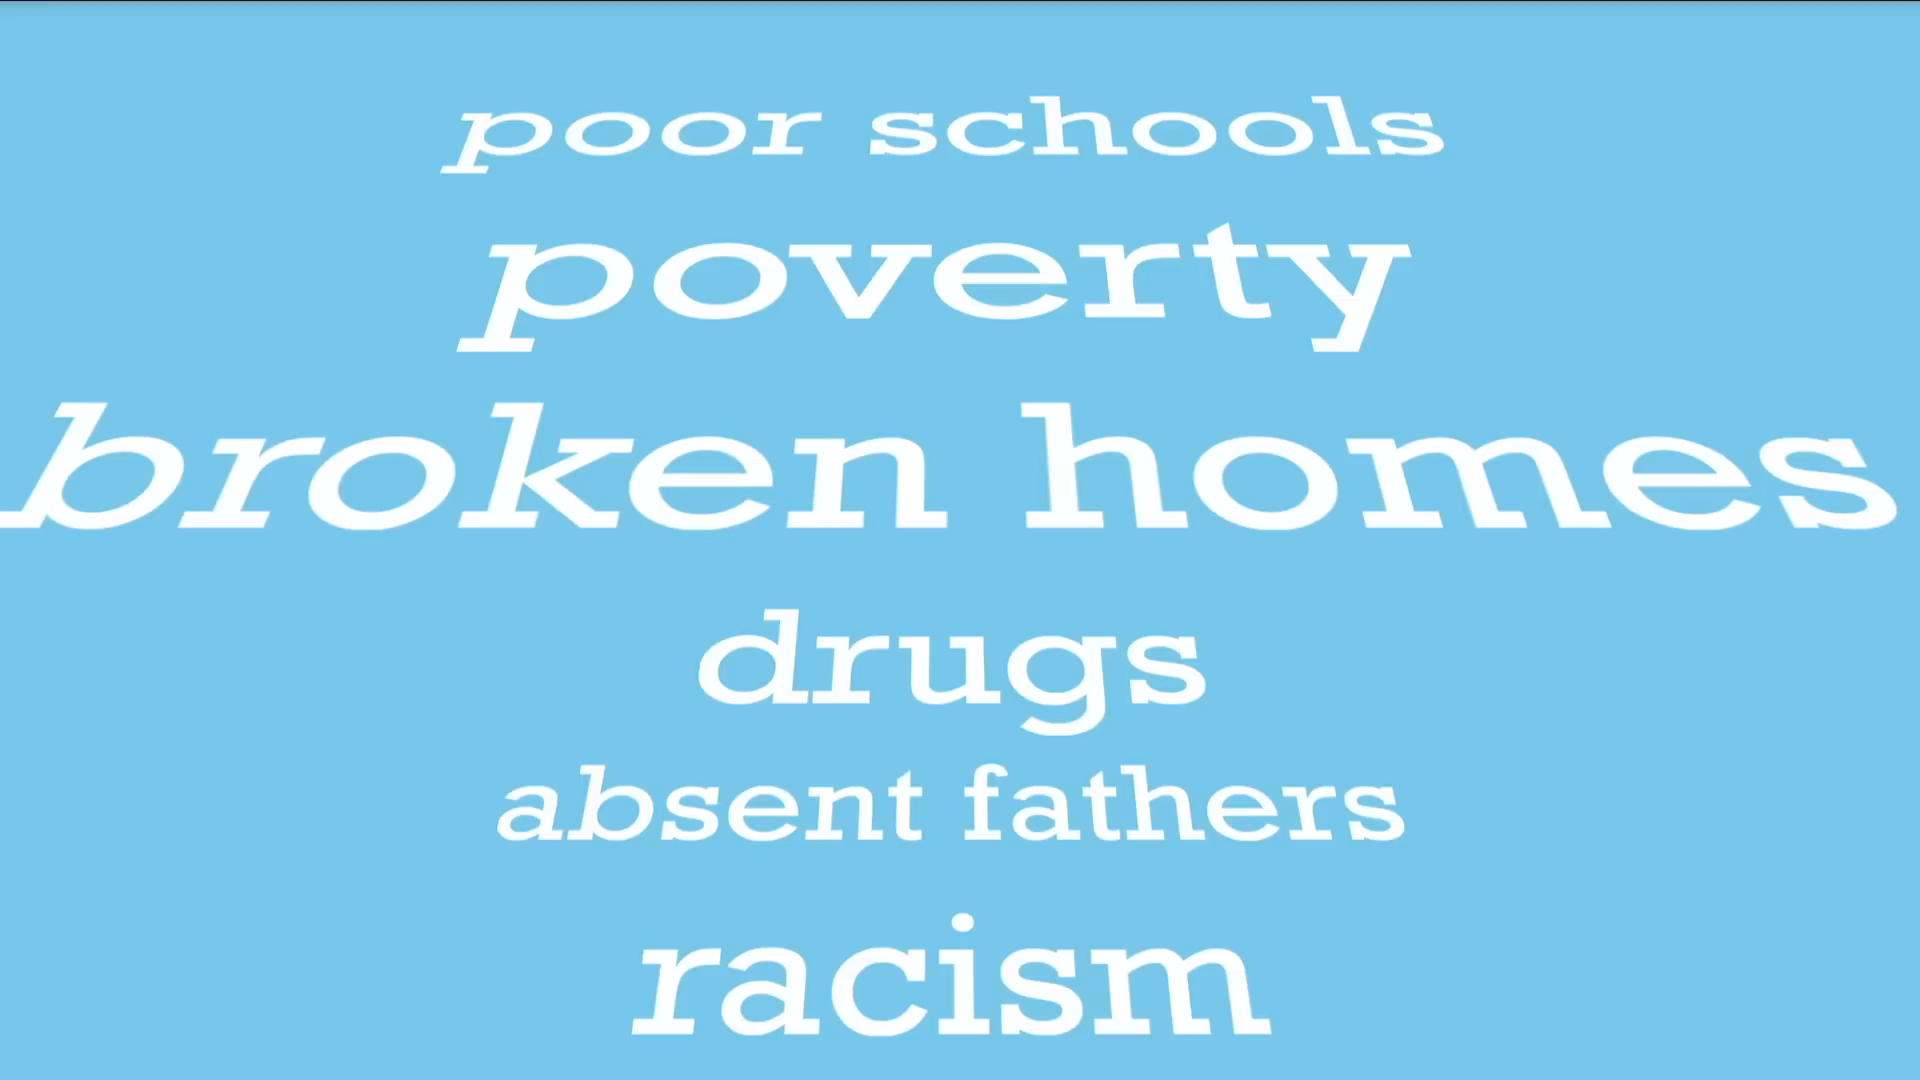 poor schools
poverty
broken homes
drugs
absent fathers
racism